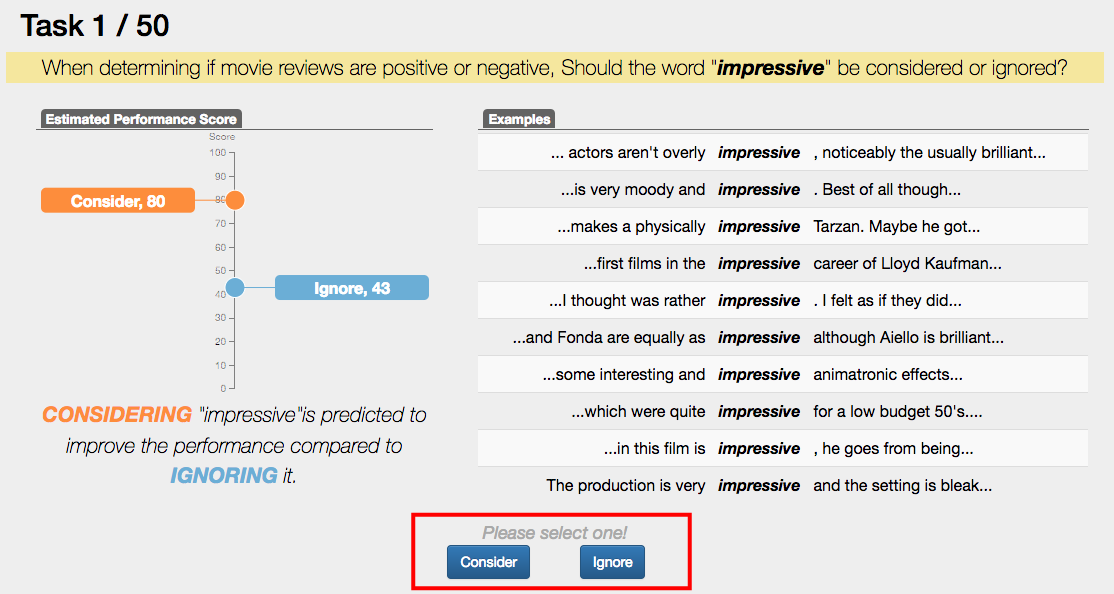 Task 1 / 50
When determining if movie reviews are positive or negative, Should the word "impressive" be considered or ignored?
Estimated Performance Score
Score
100
90
80
70
60
50
40
30
20
10
0
Consider, 80
Ignore, 43
CONSIDERING "impressive"is predicted to
improve the performance compared to
IGNORING it.
Examples
... actors aren't overly impressive , noticeably the usually brilliant...
...is very moody and impressive . Best of all though...
...makes a physically impressive Tarzan. Maybe he got...
...first films in the impressive career of Lloyd Kaufman...
...I thought was rather impressive . I felt as if they did...
...and Fonda are equally as impressive although Aiello is brilliant...
...some interesting and impressive animatronic effects...
...which were quite impressive for a low budget 50's....
...in this film is impressive , he goes from being...
The production is very impressive and the setting is bleak...
Please select one!
Consider Ignore